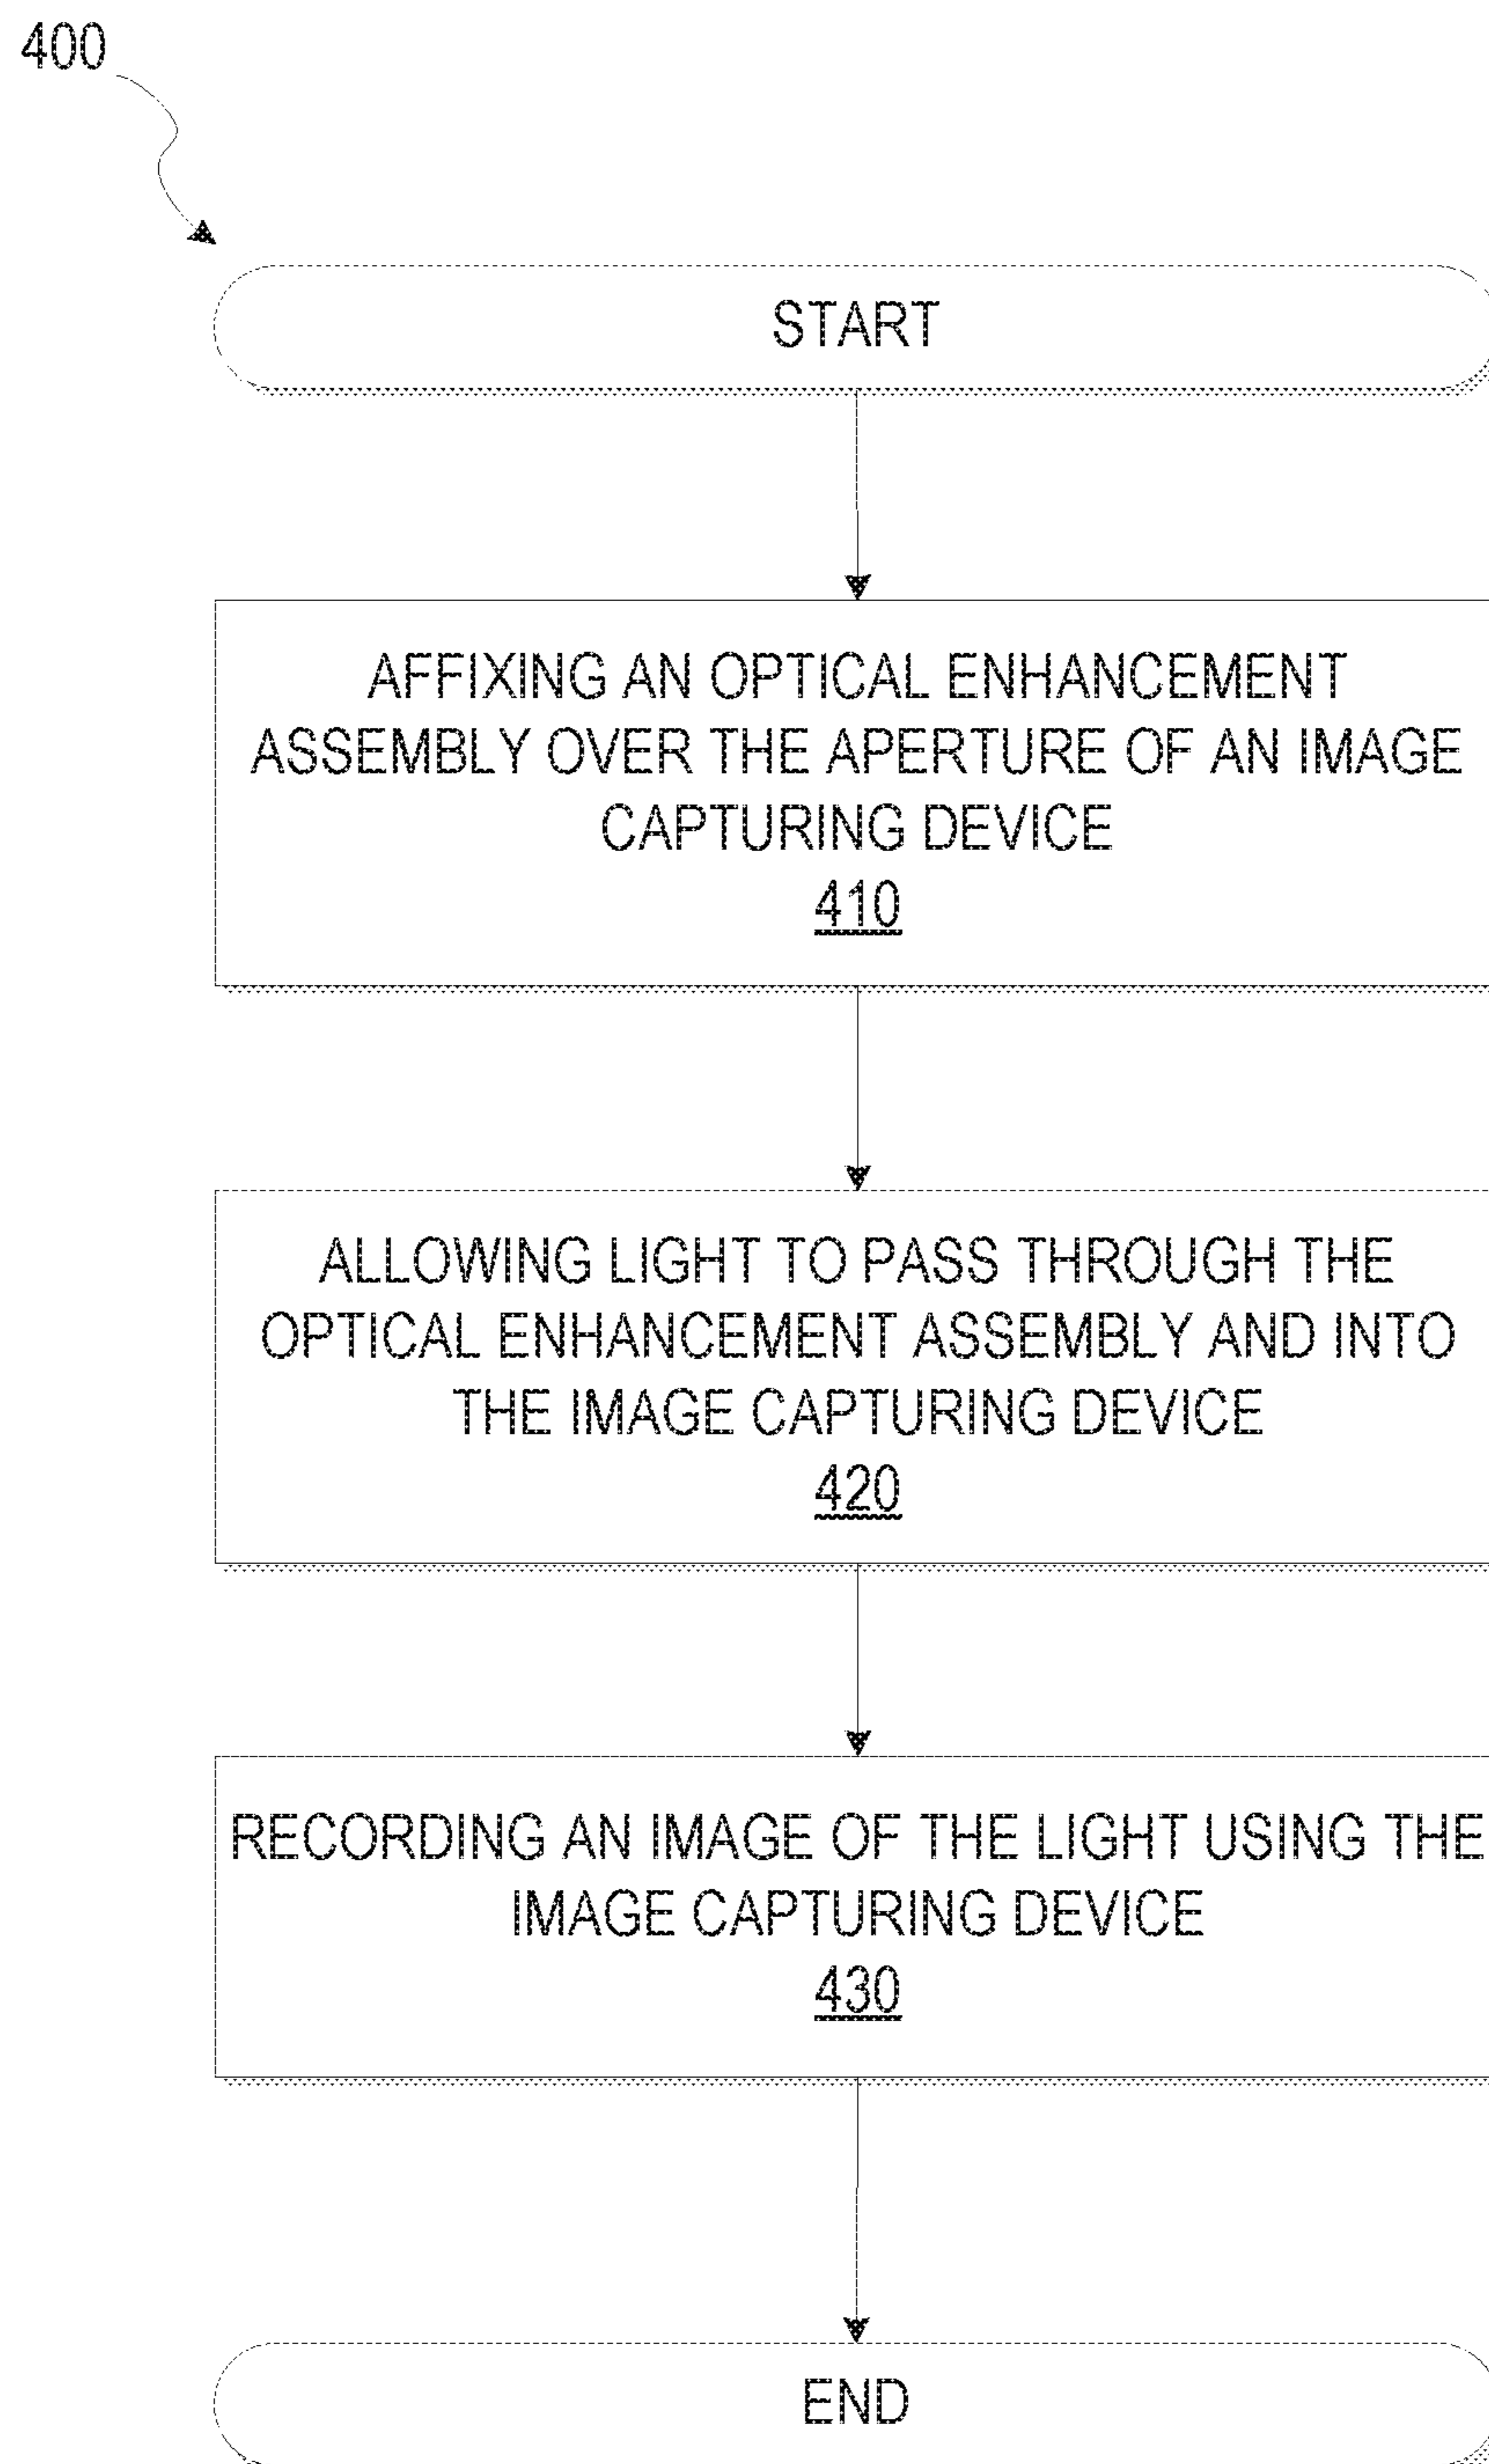 400
START
AFFIXING AN OPTICAL ENHANCEMENT
ASSEMBLY OVER THE APERTURE OF AN IMAGE
CAPTURING DEVICE
410
ALLOWING LIGHT TO PASS THROUGH THE
OPTICAL ENHANCEMENT ASSEMBLY AND INTO
THE IMAGE CAPTURING DEVICE
420
RECORDING AN IMAGE OF THE LIGHT USING THE
IMAGE CAPTURING DEVICE
430
END